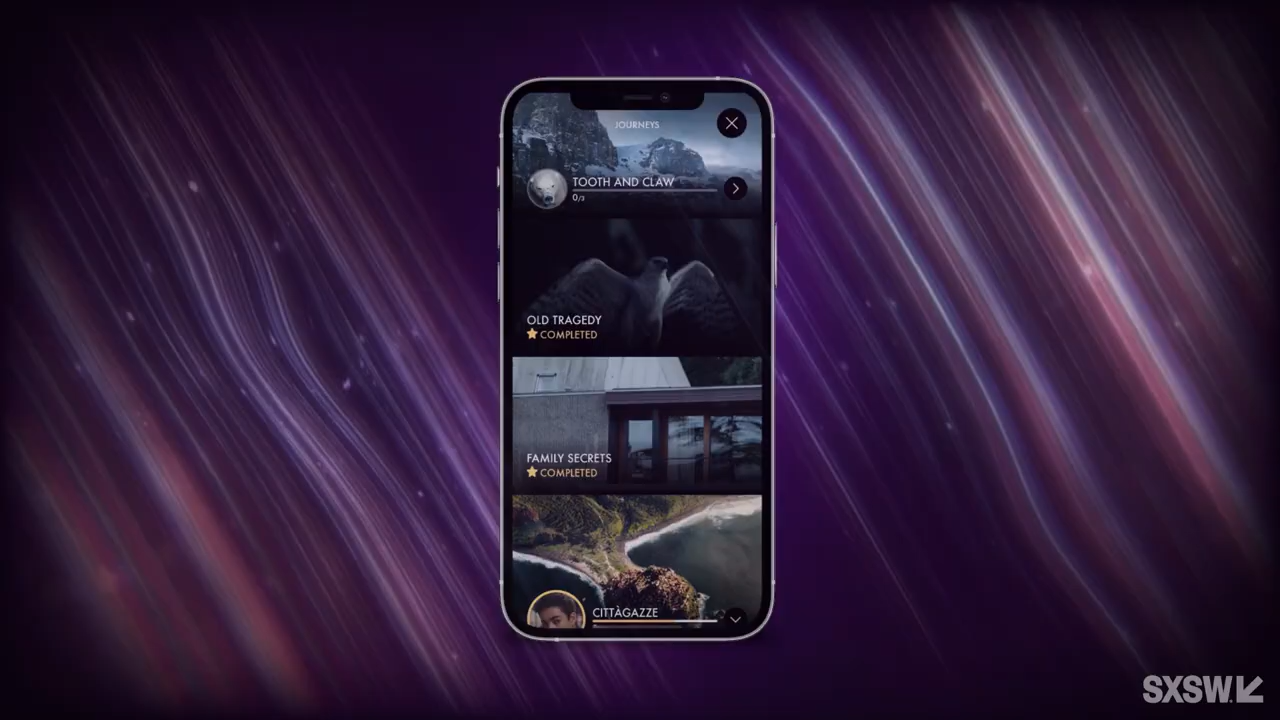 JOURNEYS
TOOTH AND CLAW
0/3
OLD TRAGEDY
COMPLETED
FAMILY SECRETS
COMPLETED
CITTÀGAZZE
SXSW